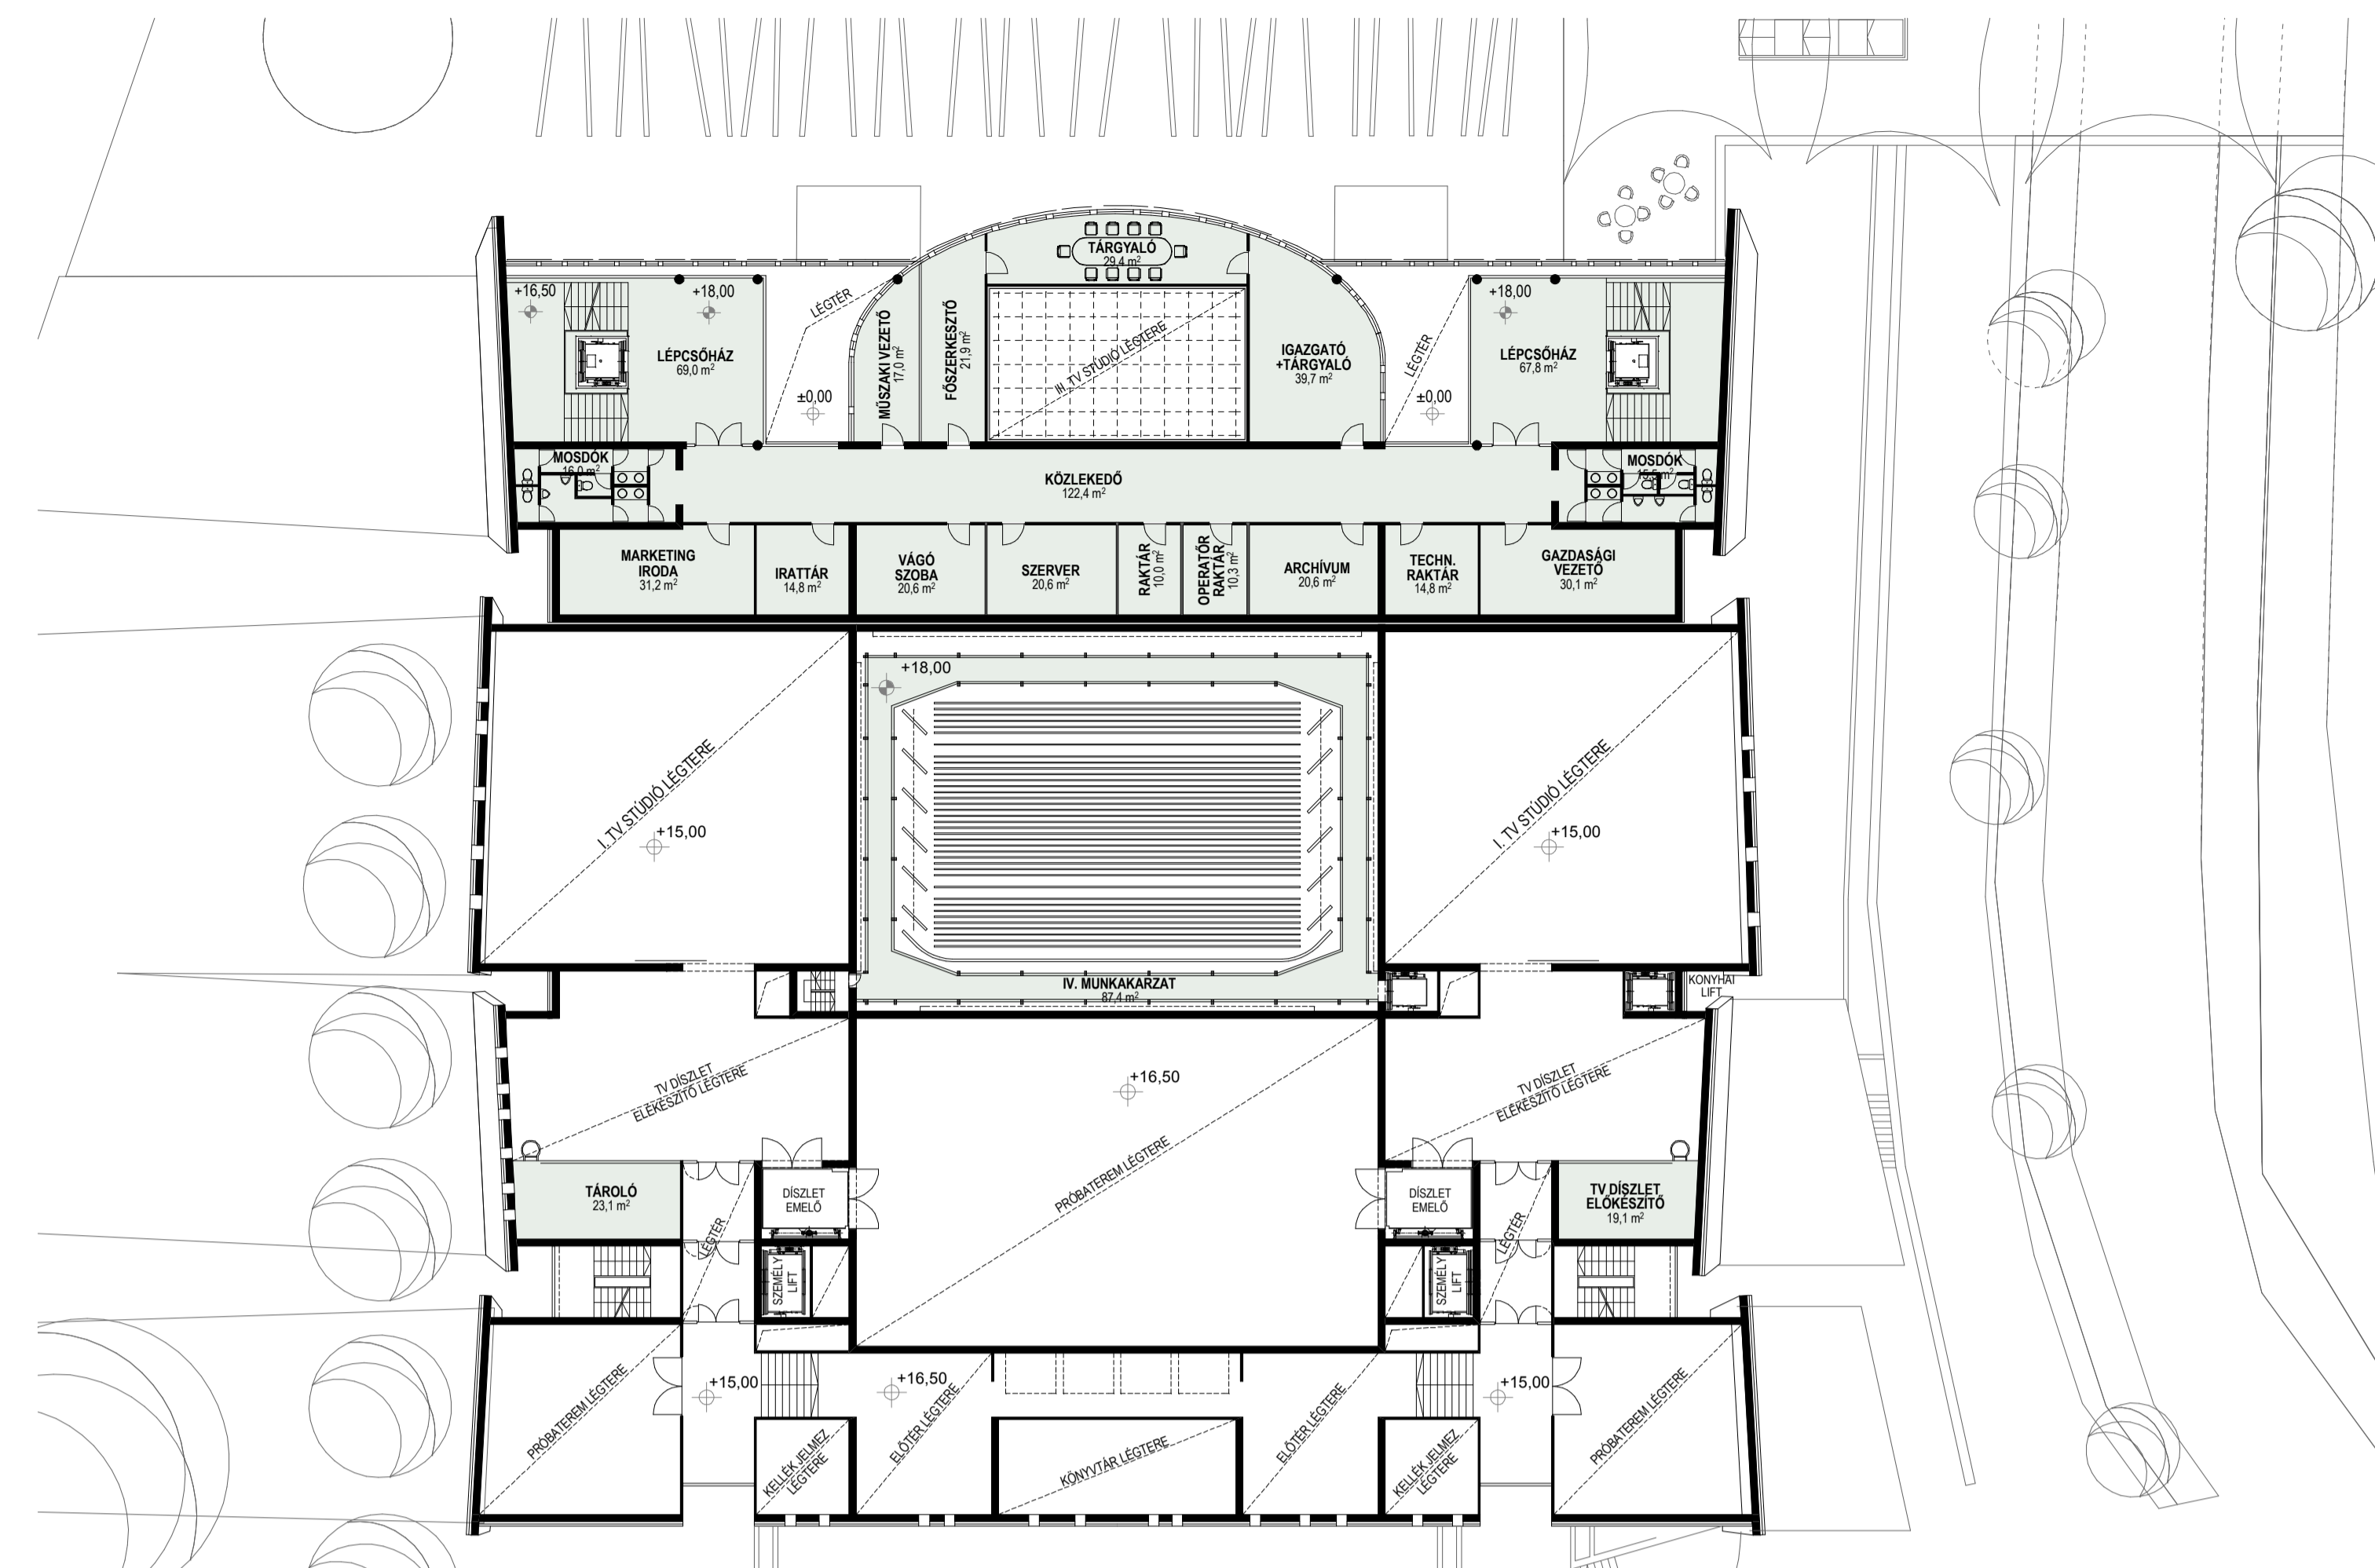 TÁRGYALÓ
29,4 m²
+16,50
+18,00
LÉGTÉR
LÉPCSŐHÁZ
69,0 m²
±0,00
MŰSZAKI VEZETŐ
17,0 m²
FŐSZERKESZTŐ
21,9 m²
III. TV STÚDIÓ LÉGTERE
IGAZGATÓ
+TÁRGYALÓ
39,7 m²
LÉGTÉR
±0,00
+18,00
LÉPCSŐHÁZ
67,8 m²
MOSDÓK
16,0 m²
KÖZLEKEDŐ
122,4 m²
MOSDÓK
15,5 m²
MARKETING
IRODA
31,2 m²
IRATTÁR
14,8 m²
VÁGÓ
SZOBA
20,6 m²
SZERVER
20,6 m²
RAKTÁR
10,0 m²
OPERATŐR
RAKTÁR
10,3 m²
ARCHÍVUM
20,6 m²
TECHN.
RAKTÁR
14,8 m²
GAZDASÁGI
VEZETŐ
30,1 m²
+18,00
I. TV STÚDIÓ LÉGTERE
+15,00
I. TV STÚDIÓ LÉGTERE
+15,00
IV. MUNKAKARZAT
87,4 m²
KONYHAI
LIFT
TV DÍSZLET
ELÉKÉSZÍTŐ LÉGTERE
+16,50
PRÓBATEREM LÉGTERE
TV DÍSZLET
ELÉKÉSZÍTŐ LÉGTERE
TÁROLÓ
23,1 m²
LÉGTÉR
DÍSZLET
EMELŐ
SZEMÉLY
LIFT
DÍSZLET
EMELŐ
SZEMÉLY
LIFT
LÉGTÉR
TV DÍSZLET
ELŐKÉSZÍTŐ
19,1 m²
PRÓBATEREM LÉGTERE
+15,00
+16,50
ELŐTÉR LÉGTERE
KELLÉK JELMEZ
LÉGTERE
KÖNYVTÁR LÉGTERE
ELŐTÉR LÉGTERE
KELLÉK JELMEZ
LÉGTERE
+15,00
PRÓBATEREM LÉGTERE